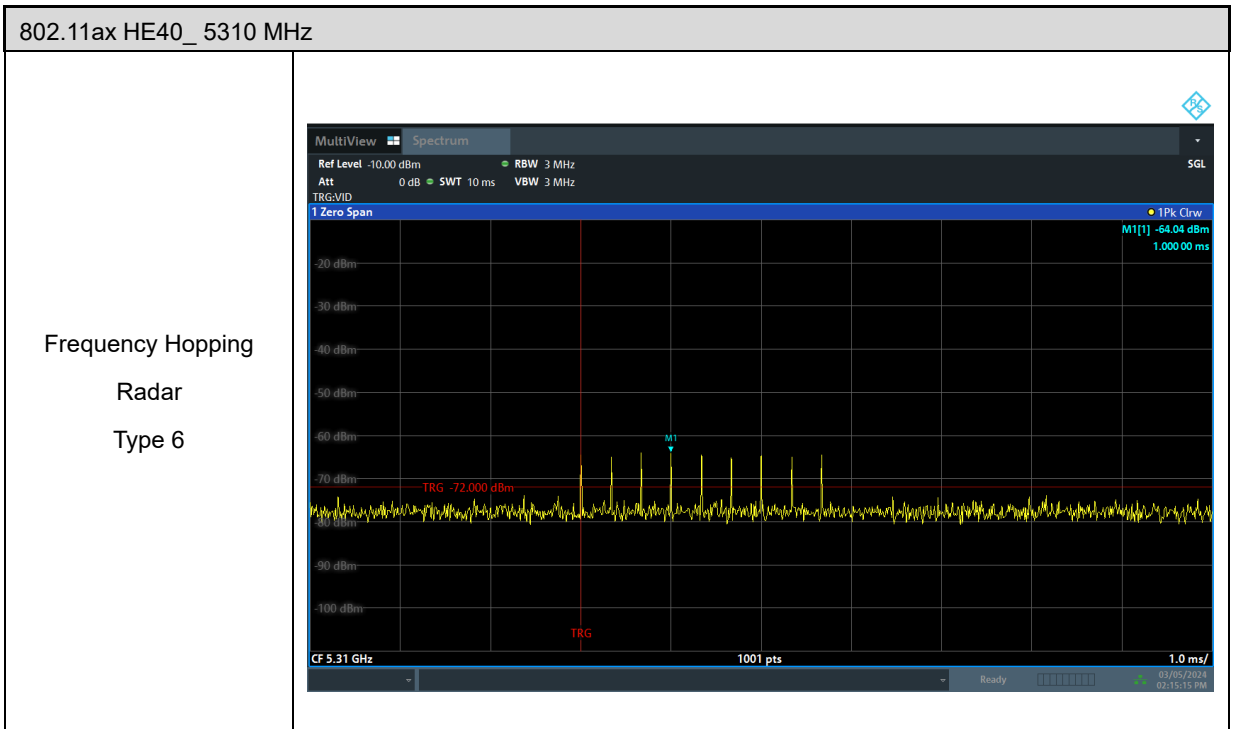 802.11ax HE40_ 5310 MHz
Frequency Hopping
Radar
Type 6
R S
MultiView Spectrum
Ref Level -10.00 dBm RBW 3 MHz SGL
Att 0 dB SWT 10 ms VBW 3 MHz
TRG:VID
1 Zero Span 1Pk Clrw
M1[1] -64.04 dBm
1.000 00 ms
-20 dBm
-30 dBm
-40 dBm
-50 dBm
-60 dBm
M1
-70 dBm
TRG -72.000 dBm
-80 dBm
-90 dBm
-100 dBm
TRG
CF 5.31 GHz 1001 pts 1.0 ms/
Ready 03/05/2024
02:15:15 PM